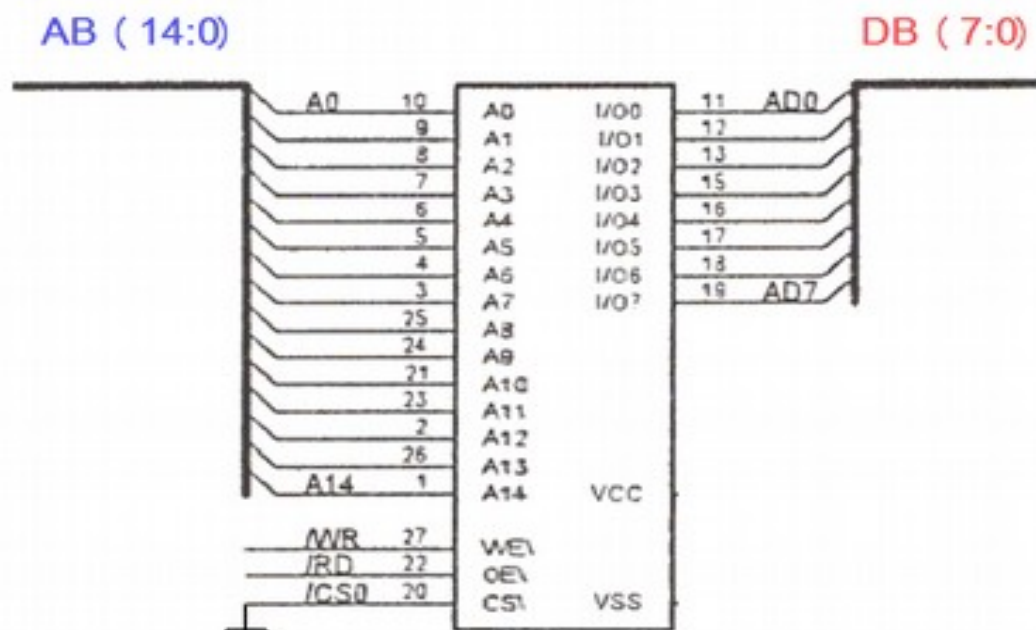 AB ( 14:0) DB ( 7:0)
A0 10 A0 I/O0 11 AD0
9 A1 I/O1 12
8 A2 I/O2 13
7 A3 I/O3 15
6 A4 I/O4 16
5 A5 I/O5 17
4 A6 I/O6 18
3 A7 I/O7 19 AD7
25 A8
24 A9
21 A10
23 A11
2 A12
26 A13
A14 1 A14 VCC
/WR 27 WE\
/RD 22 OE\
/CS0 20 CS\ VSS